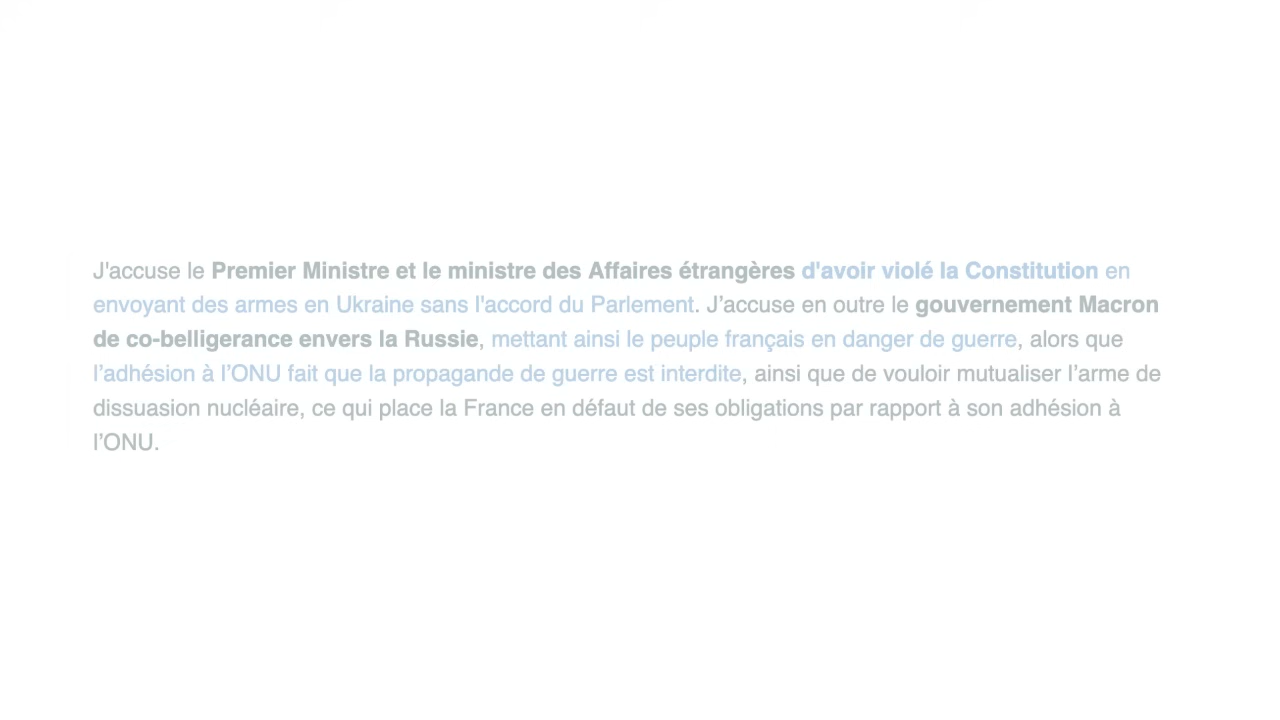 J'accuse le Premier Ministre et le ministre des Affaires étrangères d'avoir violé la Constitution en
envoyant des armes en Ukraine sans l'accord du Parlement. J’accuse en outre le gouvernement Macron
de co-belligerance envers la Russie, mettant ainsi le peuple français en danger de guerre, alors que
l’adhésion à l’ONU fait que la propagande de guerre est interdite, ainsi que de vouloir mutualiser l’arme de
dissuasion nucléaire, ce qui place la France en défaut de ses obligations par rapport à son adhésion à
l’ONU.